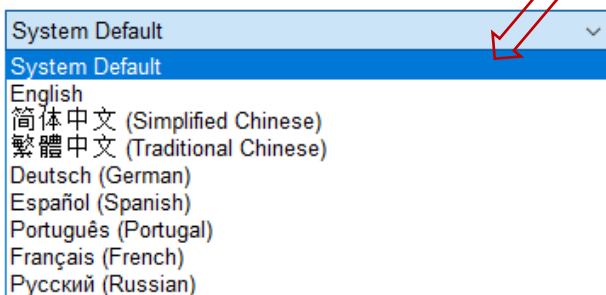 System Default
System Default
English
简体中文 (Simplified Chinese)
繁體中文 (Traditional Chinese)
Deutsch (German)
Español (Spanish)
Português (Portugal)
Français (French)
Русский (Russian)